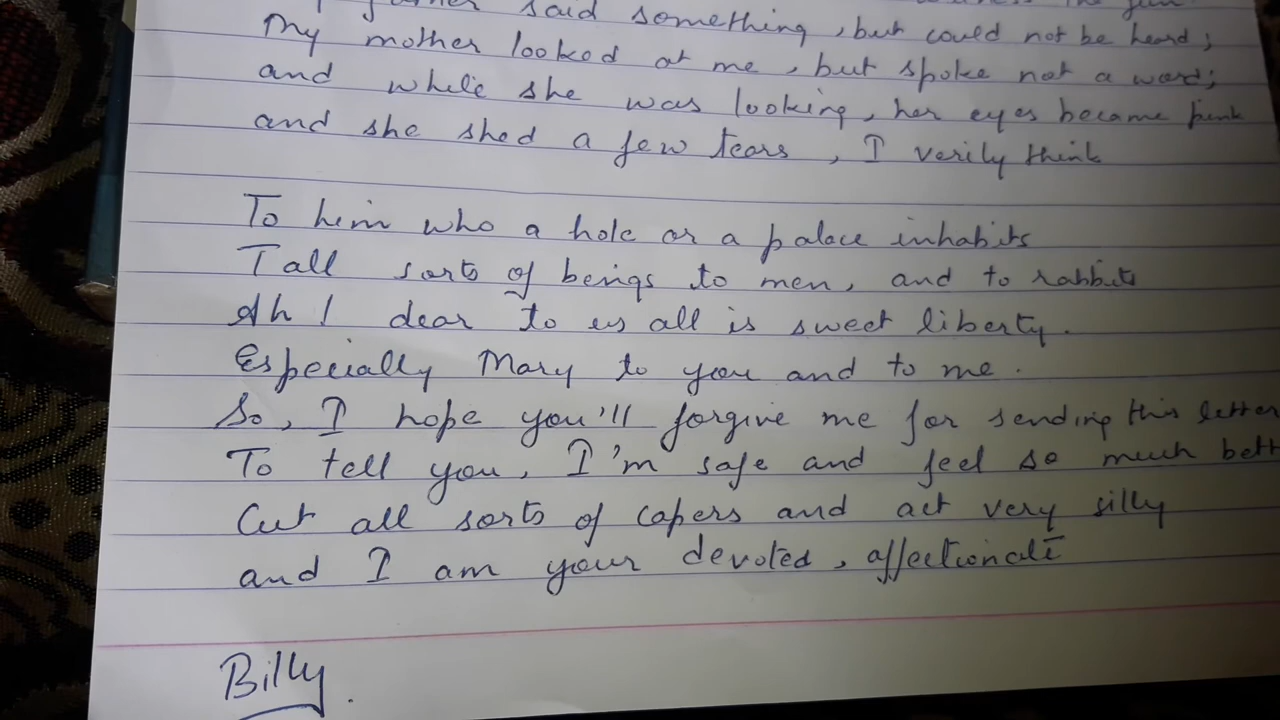 said something, but could not be heard;
My mother looked at me, but spoke not a word;
and while she was looking, her eyes became pink
and she shed a few tears, I verily think
To him who a hole or a palace inhabits
T all sorts of beings to men, and to rabbits
Ah! dear to us all is sweet liberty.
Especially Mary to you and to me.
So, I hope you'll forgive me for sending this letter
To tell you, I'm safe and feel so much bett
Cut all sorts of capers and act very silly
and I am your devoted, affectionate
Billy.